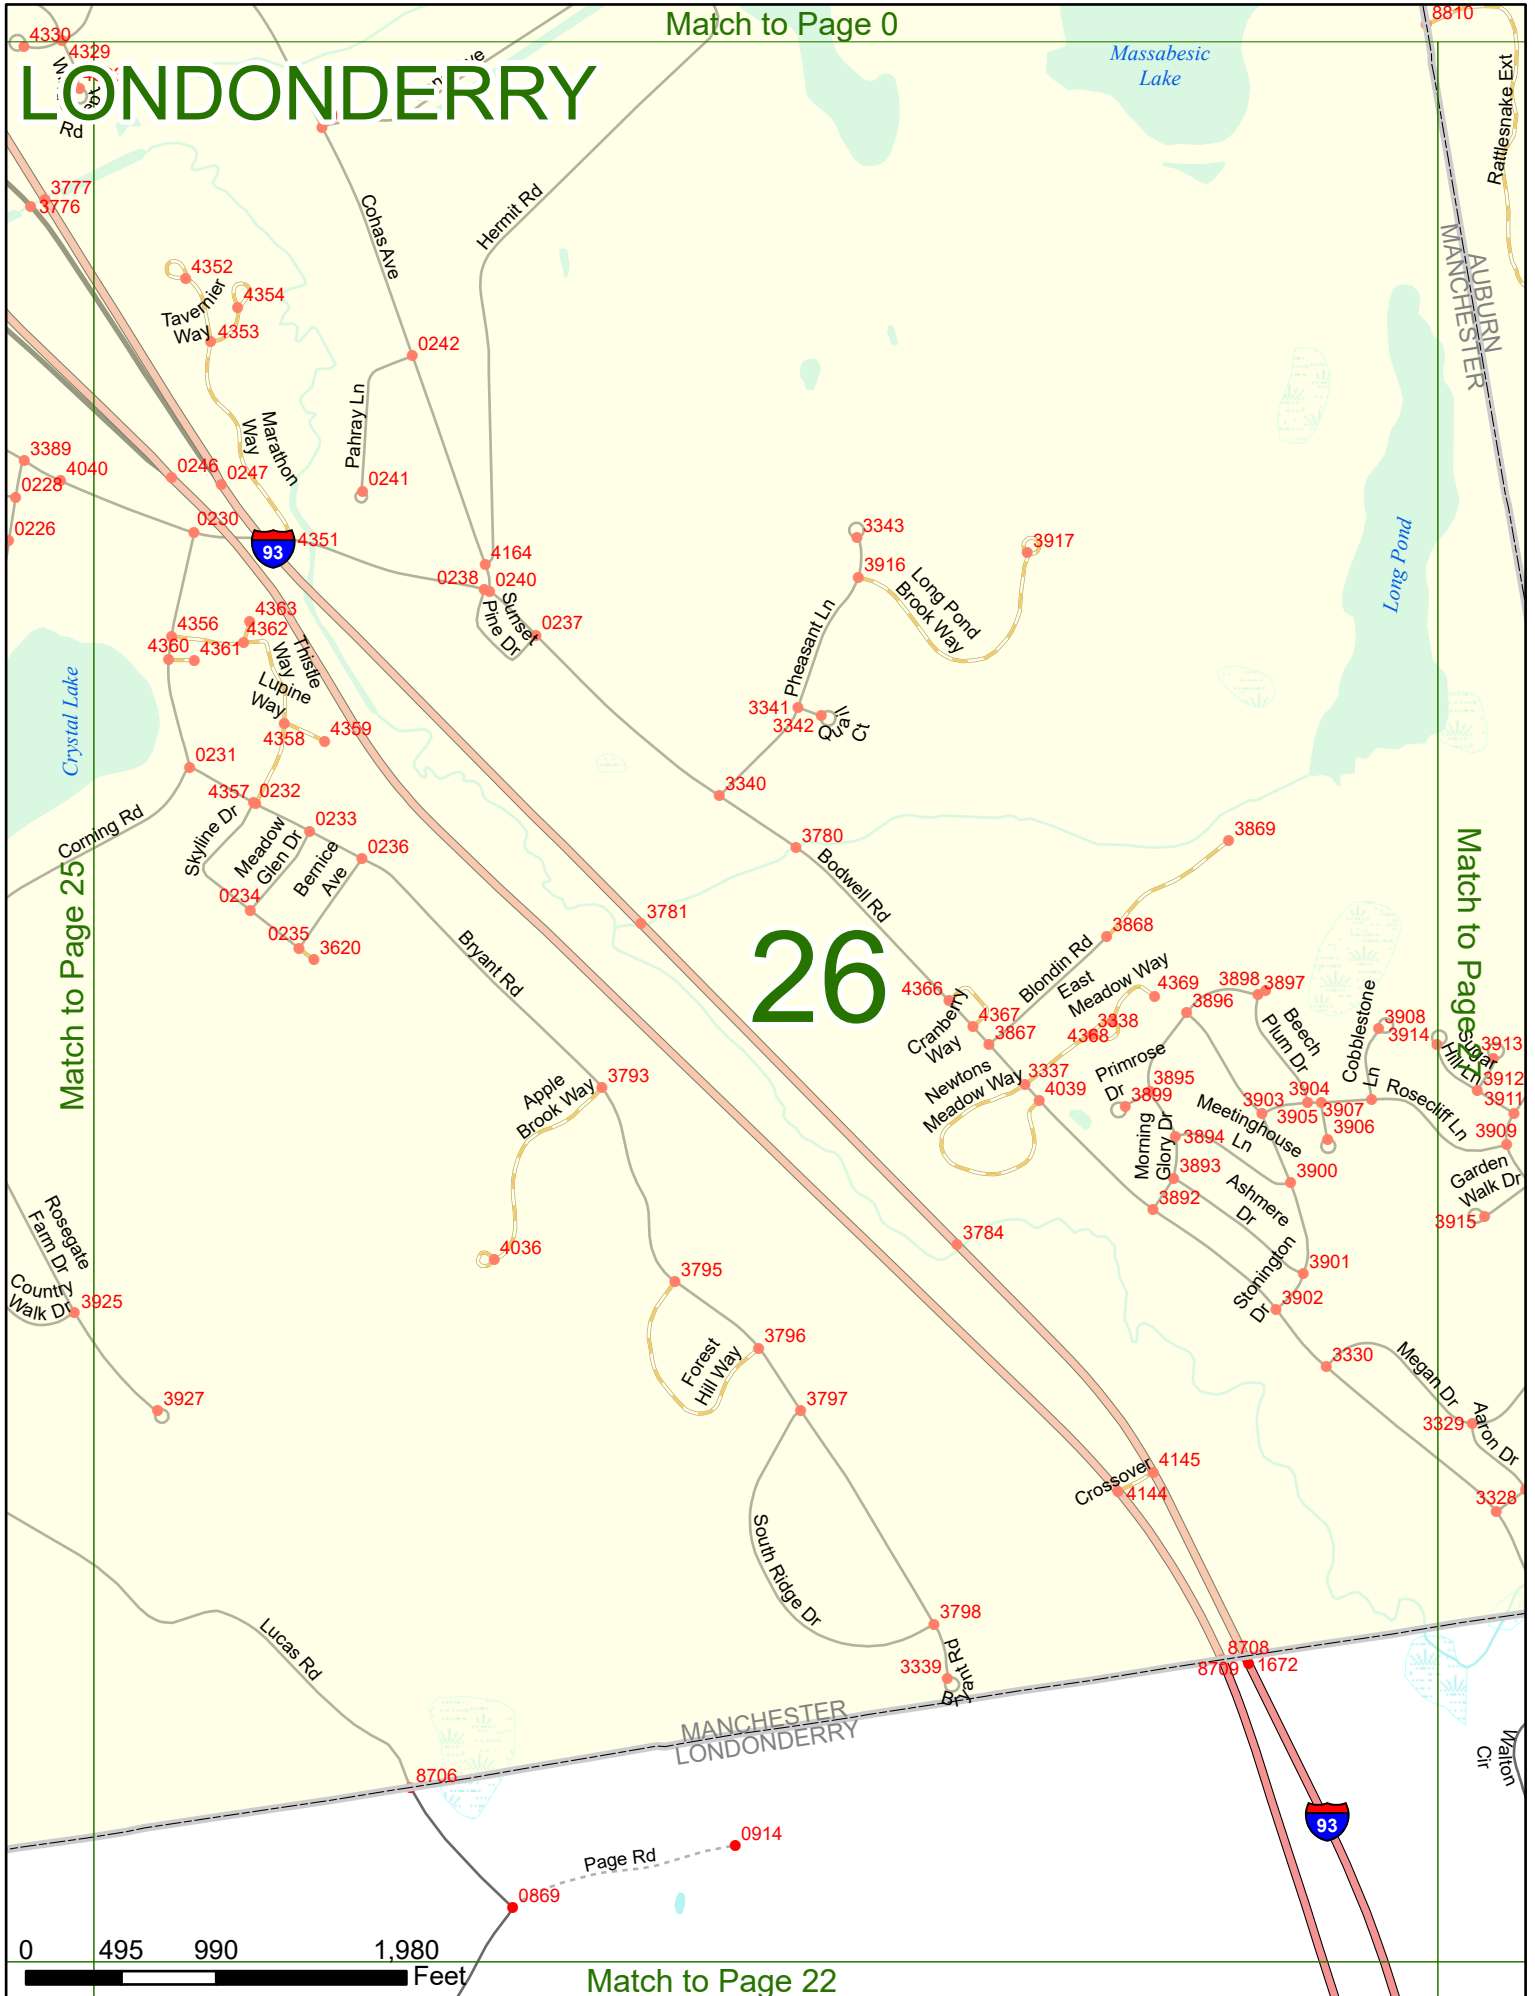 Match to Page 0
8810
4330
4329
LONDONDERRY
Rd
Massabesic
Lake
Rattlesnake Ext
3777
3776
Cohas Ave
Hermit Rd
AUBURN
MANCHESTER
4352
4354
Tavernier
Way
4353
0242
Pahray Ln
Marathon
Way
3389
4040
0228
0226
0246
0247
0241
0230
93
4351
4164
0238
0240
Sunset
Pine Dr
0237
3343
3916
3917
Long Pond
Brook Way
Long Pond
Pheasant Ln
4363
4356
4362
4360
4361
Thistle
Way
Lupine
Way
4358
4359
Crystal Lake
3341
3342
Quail
Ct
0231
4357
0232
3340
Corning Rd
Skyline Dr
Meadow
Glen Dr
0233
Bernice
Ave
0236
3780
Bodwell Rd
3869
Match to Page 25
Match to Page 27
0234
0235
3620
Bryant Rd
3781
26
3868
Blondin Rd
East
Meadow Way
4366
4367
Cranberry
Way
3867
4368
3338
4369
3898
3897
3896
Beech
Plum Dr
Cobblestone
Ln
3908
3914
3913
Sugar
Hill Ln
3912
3911
Apple
Brook Way
3793
Newtons
Meadow Way
3337
4039
Primrose
Dr
3895
3899
Meetinghouse
Ln
3903
3904
3905
3907
3906
Rosecliff Ln
3909
Morning
Glory Dr
3894
3893
3892
Ashmere
Dr
3900
Garden
Walk Dr
3915
Rosegate
Farm Dr
Country
Walk Dr
3925
4036
3784
3795
Stonington
Dr
3901
3902
3796
Forest
Hill Way
3330
Megan Dr
3927
3797
3329
Aaron Dr
4145
Crossover
4144
3328
South Ridge Dr
Lucas Rd
3798
3339
Bryant Rd
8708
8709
1672
MANCHESTER
LONDONDERRY
Walton
Cir
8706
93
0914
Page Rd
0869
0
495
990
1,980
Feet
Match to Page 22